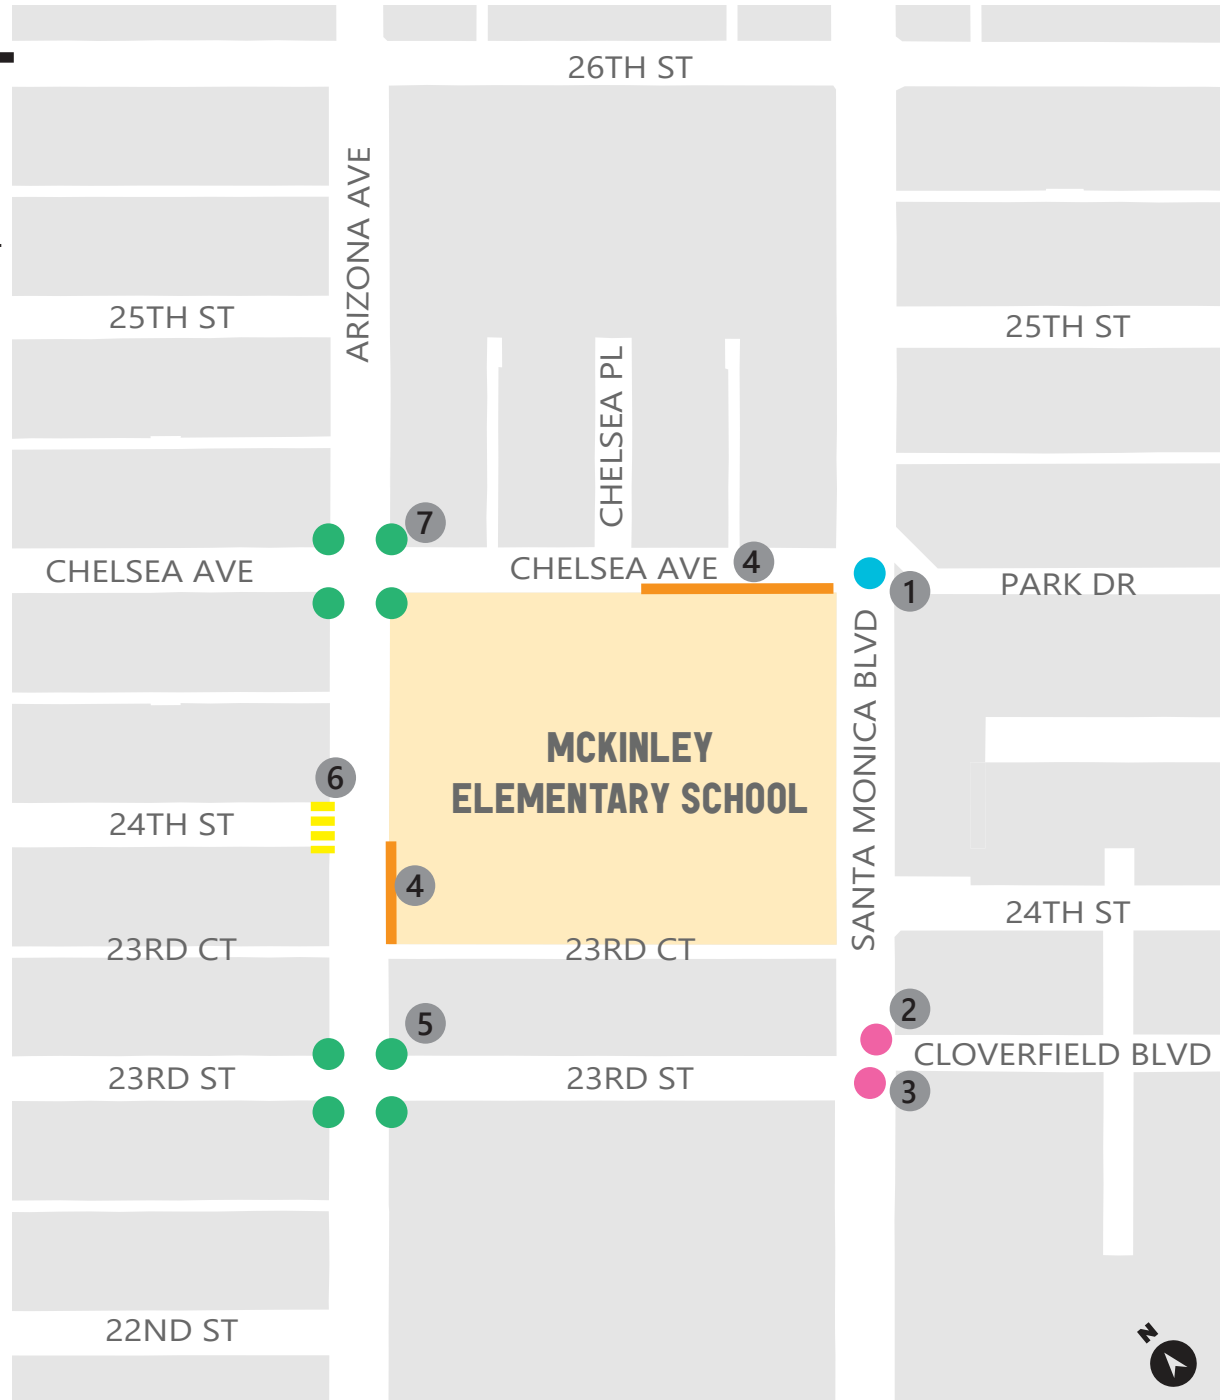 26TH ST
ARIZONA AVE
25TH ST
25TH ST
CHELSEA PL
7
CHELSEA AVE
CHELSEA AVE
4
1
PARK DR
SANTA MONICA BLVD
MCKINLEY
ELEMENTARY SCHOOL
6
24TH ST
4
24TH ST
23RD CT
23RD CT
2
5
CLOVERFIELD BLVD
23RD ST
23RD ST
3
22ND ST
N